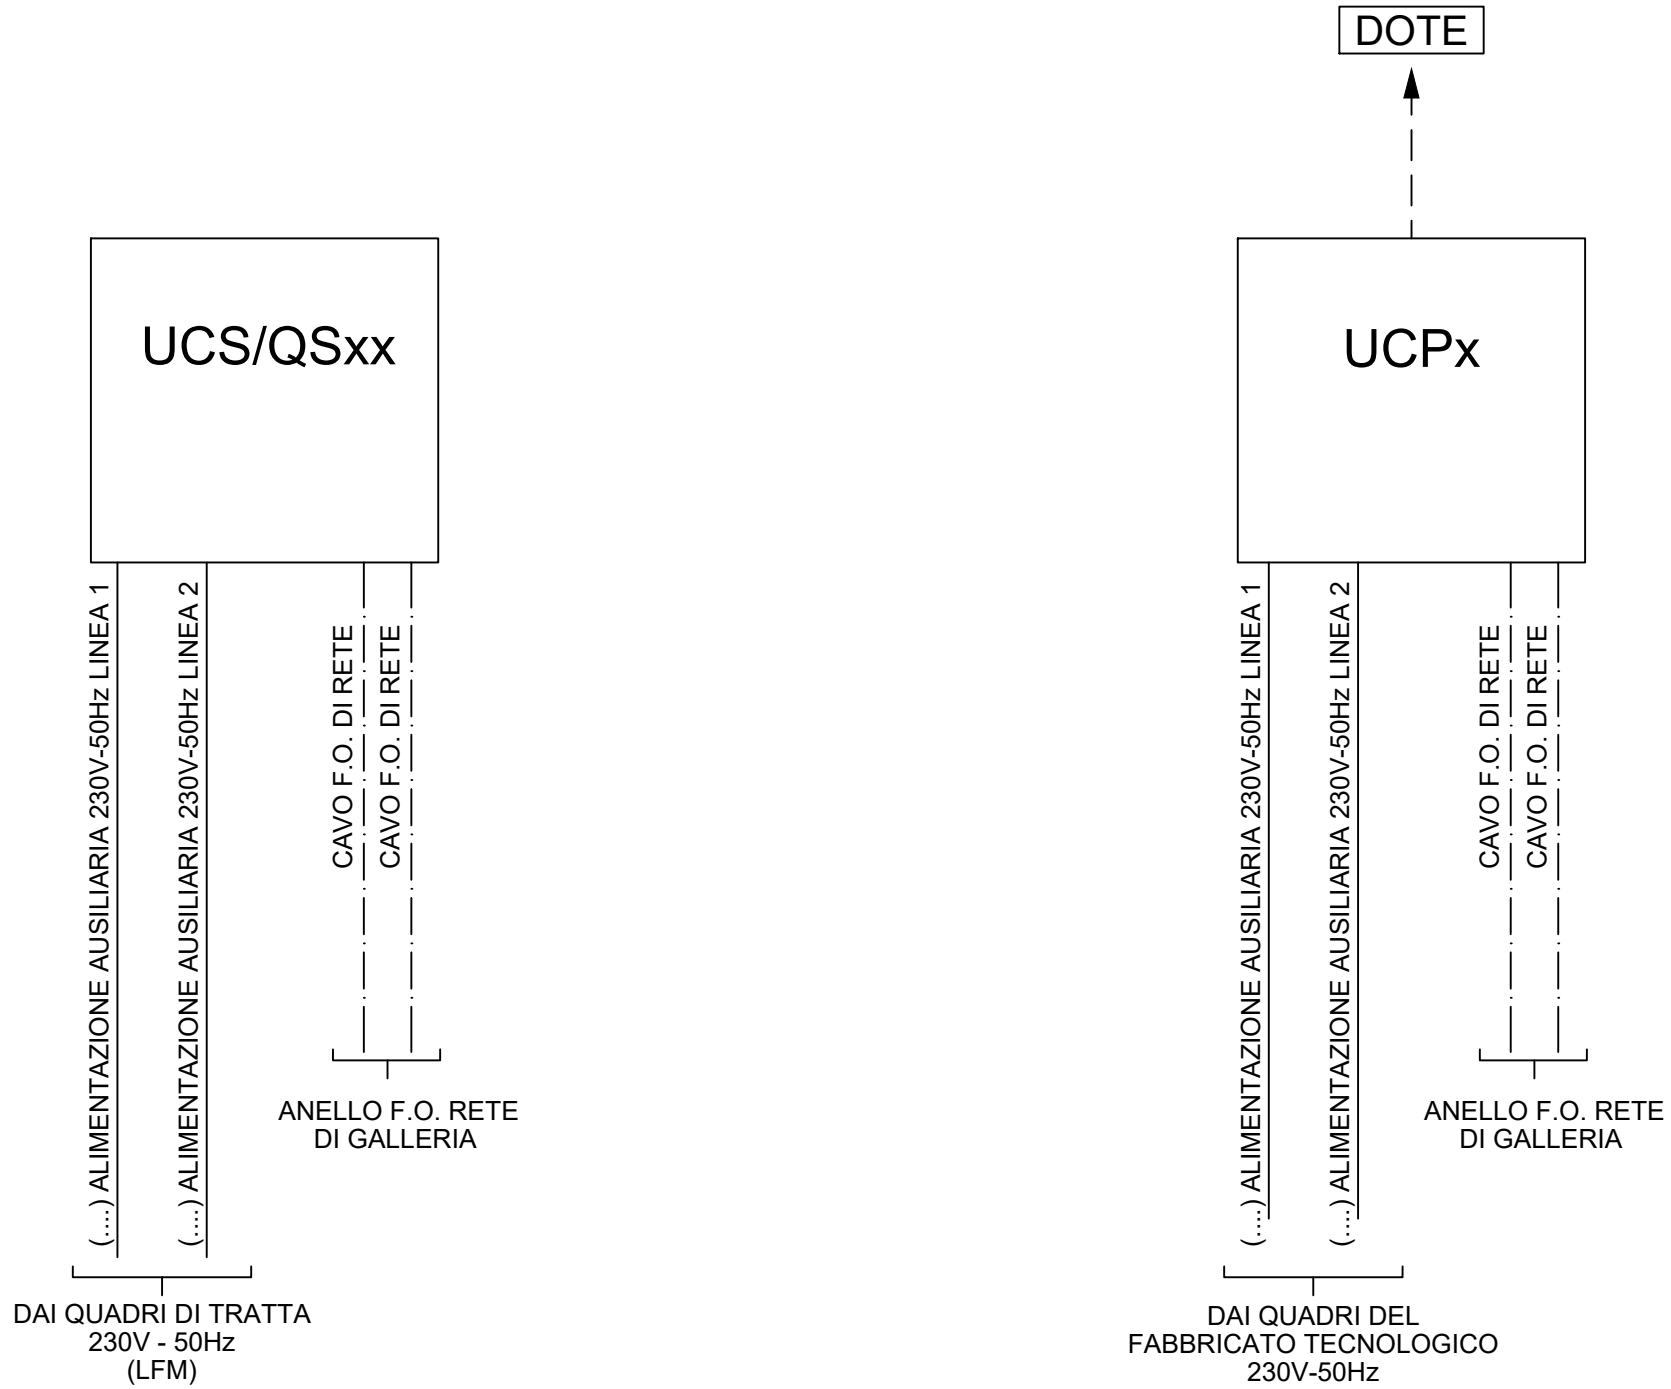 DOTE
UCS/QSxx
UCPx
(....) ALIMENTAZIONE AUSILIARIA 230V-50Hz LINEA 1
(....) ALIMENTAZIONE AUSILIARIA 230V-50Hz LINEA 2
CAVO F.O. DI RETE
CAVO F.O. DI RETE
ANELLO F.O. RETE
DI GALLERIA
DAI QUADRI DI TRATTA
230V - 50Hz
(LFM)
(....) ALIMENTAZIONE AUSILIARIA 230V-50Hz LINEA 1
(....) ALIMENTAZIONE AUSILIARIA 230V-50Hz LINEA 2
CAVO F.O. DI RETE
CAVO F.O. DI RETE
ANELLO F.O. RETE
DI GALLERIA
DAI QUADRI DEL
FABBRICATO TECNOLOGICO
230V-50Hz